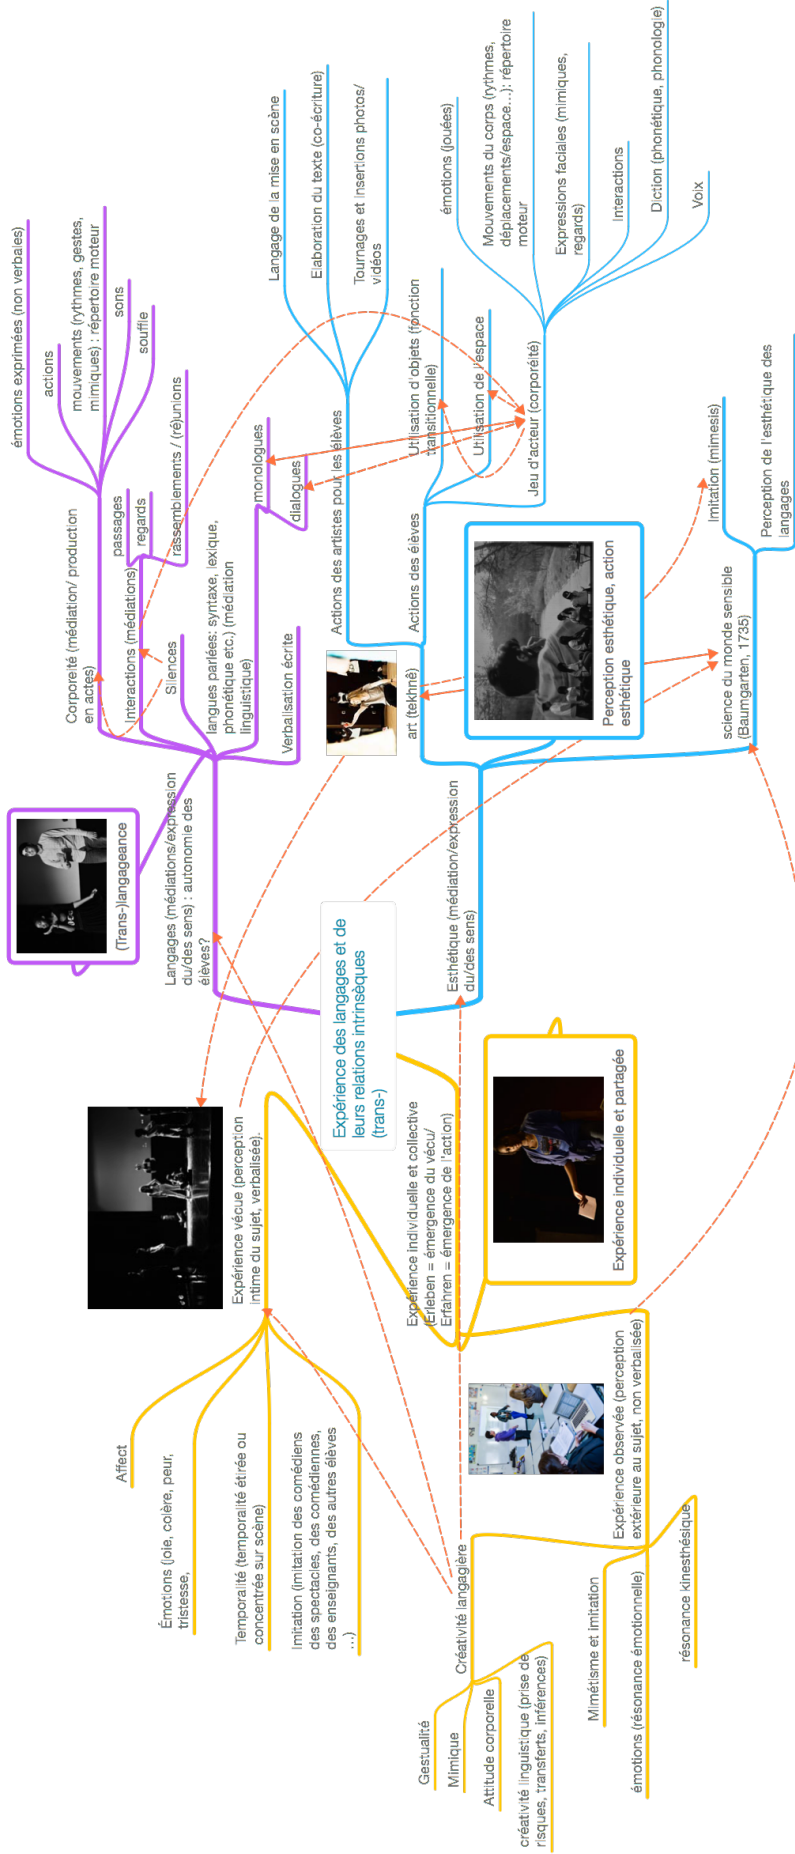 Expérience des langages et de
leurs relations intrinsèques
(trans-)
Langages (médiations/expression
du/des sens) : autonomie des
élèves?
(Trans-)langageance
Corporeité (médiation/ production
en actes)
émotions exprimées (non verbales)
actions
mouvements (rythmes, gestes,
mimiques) : répertoire moteur
sons
souffle
Interactions (médiations)
passages
regards
rassemblements / (ré)unions
Silences
langues parlées: syntaxe, lexique,
phonétique etc.) (médiation
linguistique)
monologues
dialogues
Verbalisation écrite
Esthétique (médiation/expression
du/des sens)
art (tekhnê)
Actions des artistes pour les élèves
Langage de la mise en scène
Elaboration du texte (co-écriture)
Tournages et Insertions photos/
vidéos
Actions des élèves
Utilisation d'objets (fonction
transitionnelle)
Utilisation de l'espace
Jeu d'acteur (corporéité)
émotions (jouées)
Mouvements du corps (rythmes,
déplacements/espace...): répertoire
moteur
Expressions faciales (mimiques,
regards)
Interactions
Diction (phonétique, phonologie)
Voix
Perception esthétique, action
esthétique
science du monde sensible
(Baumgarten, 1735)
Imitation (mimesis)
Perception de l'esthétique des
langages
Expérience individuelle et collective
(Erleben = émergence du vécu/
Erfahren = émergence de l'action)
Expérience individuelle et partagée
Expérience vécue (perception
intime du sujet, verbalisée).
Affect
Émotions (joie, colère, peur,
tristesse,
Temporalité (temporalité étirée ou
concentrée sur scène)
Imitation (imitation des comédiens
des spectacles, des comédiennes,
des enseignants, des autres élèves
...)
Expérience observée (perception
extérieure au sujet, non verbalisée)
Créativité langagière
Gestualité
Mimique
Attitude corporelle
créativité linguistique (prise de
risques, transferts, inférences)
Mimétisme et imitation
émotions (résonance émotionnelle)
résonance kinesthésique